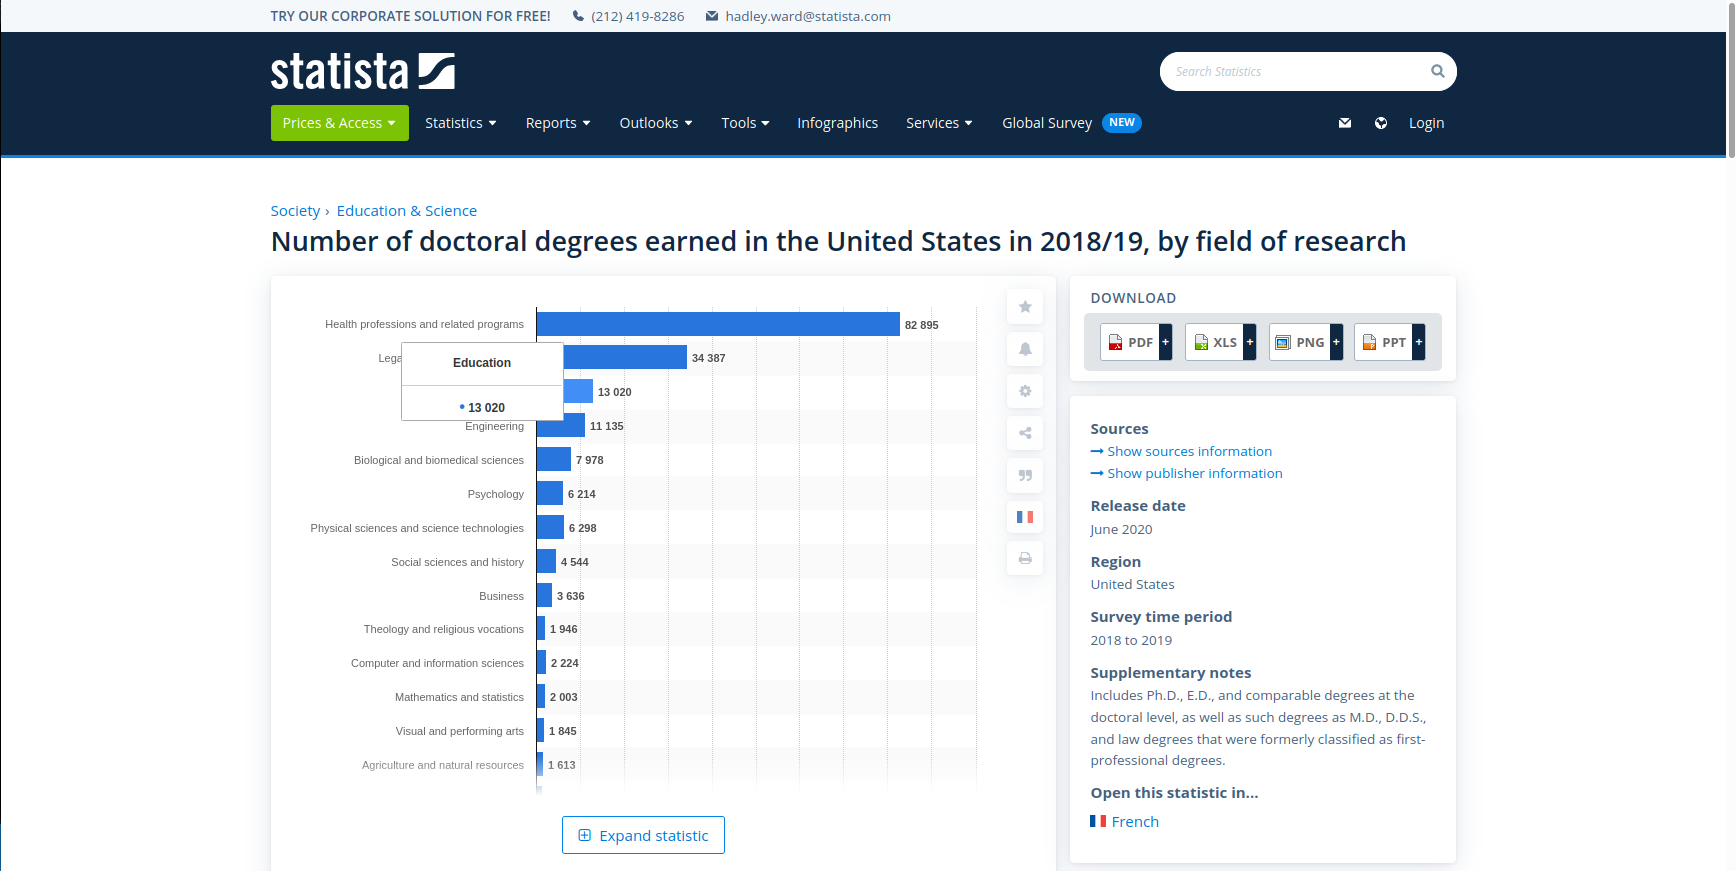 TRY OUR CORPORATE SOLUTION FOR FREE! (212) 419-8286 hadley.ward@statista.com
statista
Search Statistics
Prices & Access Statistics Reports Outlooks Tools Infographics Services Global Survey NEW Login
Society › Education & Science
Number of doctoral degrees earned in the United States in 2018/19, by field of research
Health professions and related programs 82 895
Lega 34 387
Education
13 020
• 13 020
Engineering 11 135
Biological and biomedical sciences 7 978
Psychology 6 214
Physical sciences and science technologies 6 298
Social sciences and history 4 544
Business 3 636
Theology and religious vocations 1 946
Computer and information sciences 2 224
Mathematics and statistics 2 003
Visual and performing arts 1 845
Agriculture and natural resources 1 613
Expand statistic
DOWNLOAD
PDF + XLS + PNG + PPT +
Sources
→ Show sources information
→ Show publisher information
Release date
June 2020
Region
United States
Survey time period
2018 to 2019
Supplementary notes
Includes Ph.D., E.D., and comparable degrees at the
doctoral level, as well as such degrees as M.D., D.D.S.,
and law degrees that were formerly classified as first-
professional degrees.
Open this statistic in...
French